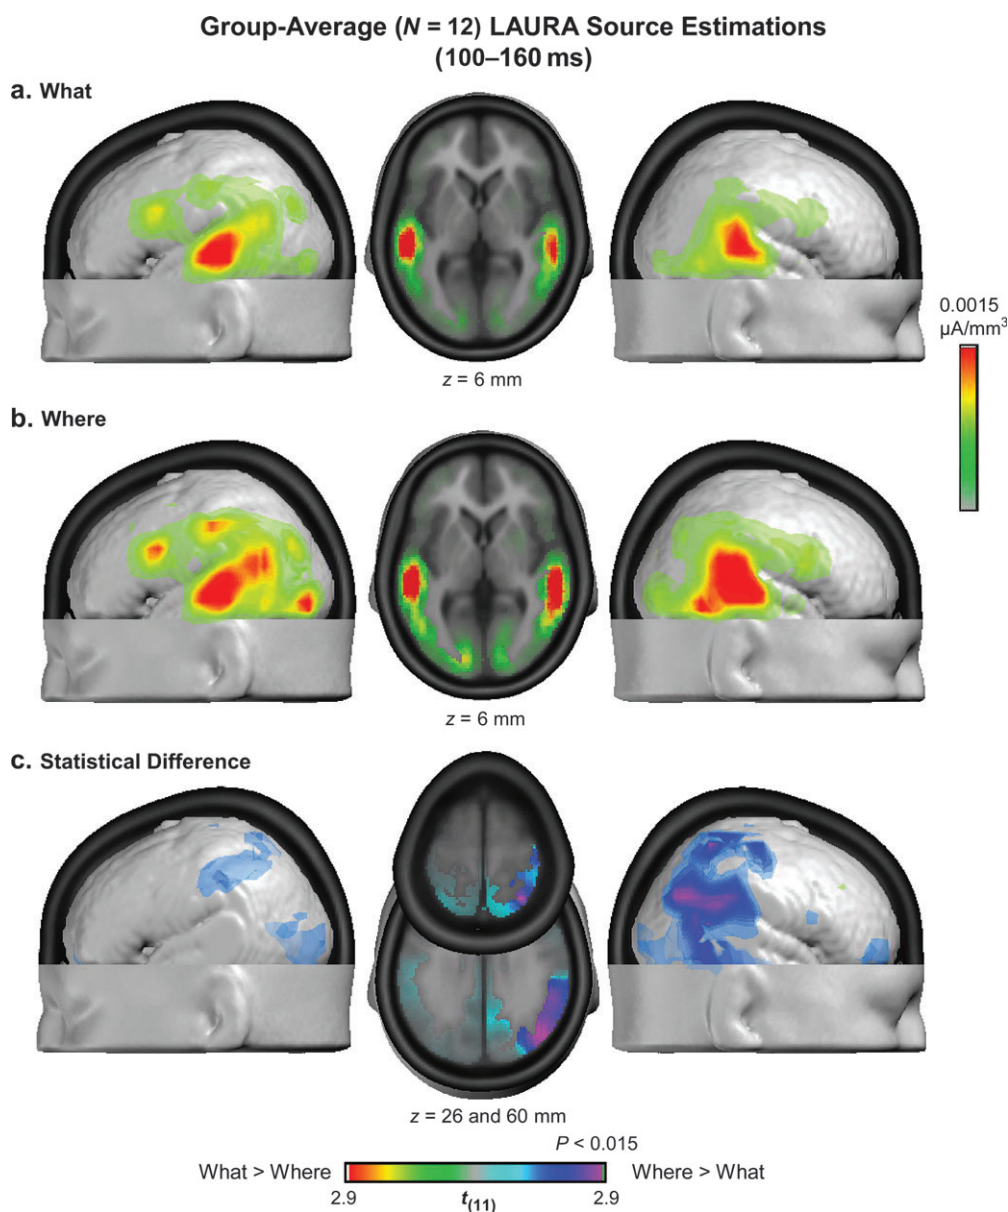 Group-Average (N = 12) LAURA Source Estimations
(100–160 ms)
a. What
z = 6 mm
0.0015
µA/mm³
b. Where
z = 6 mm
c. Statistical Difference
z = 26 and 60 mm
P < 0.015
What > Where
Where > What
2.9
t(11)
2.9